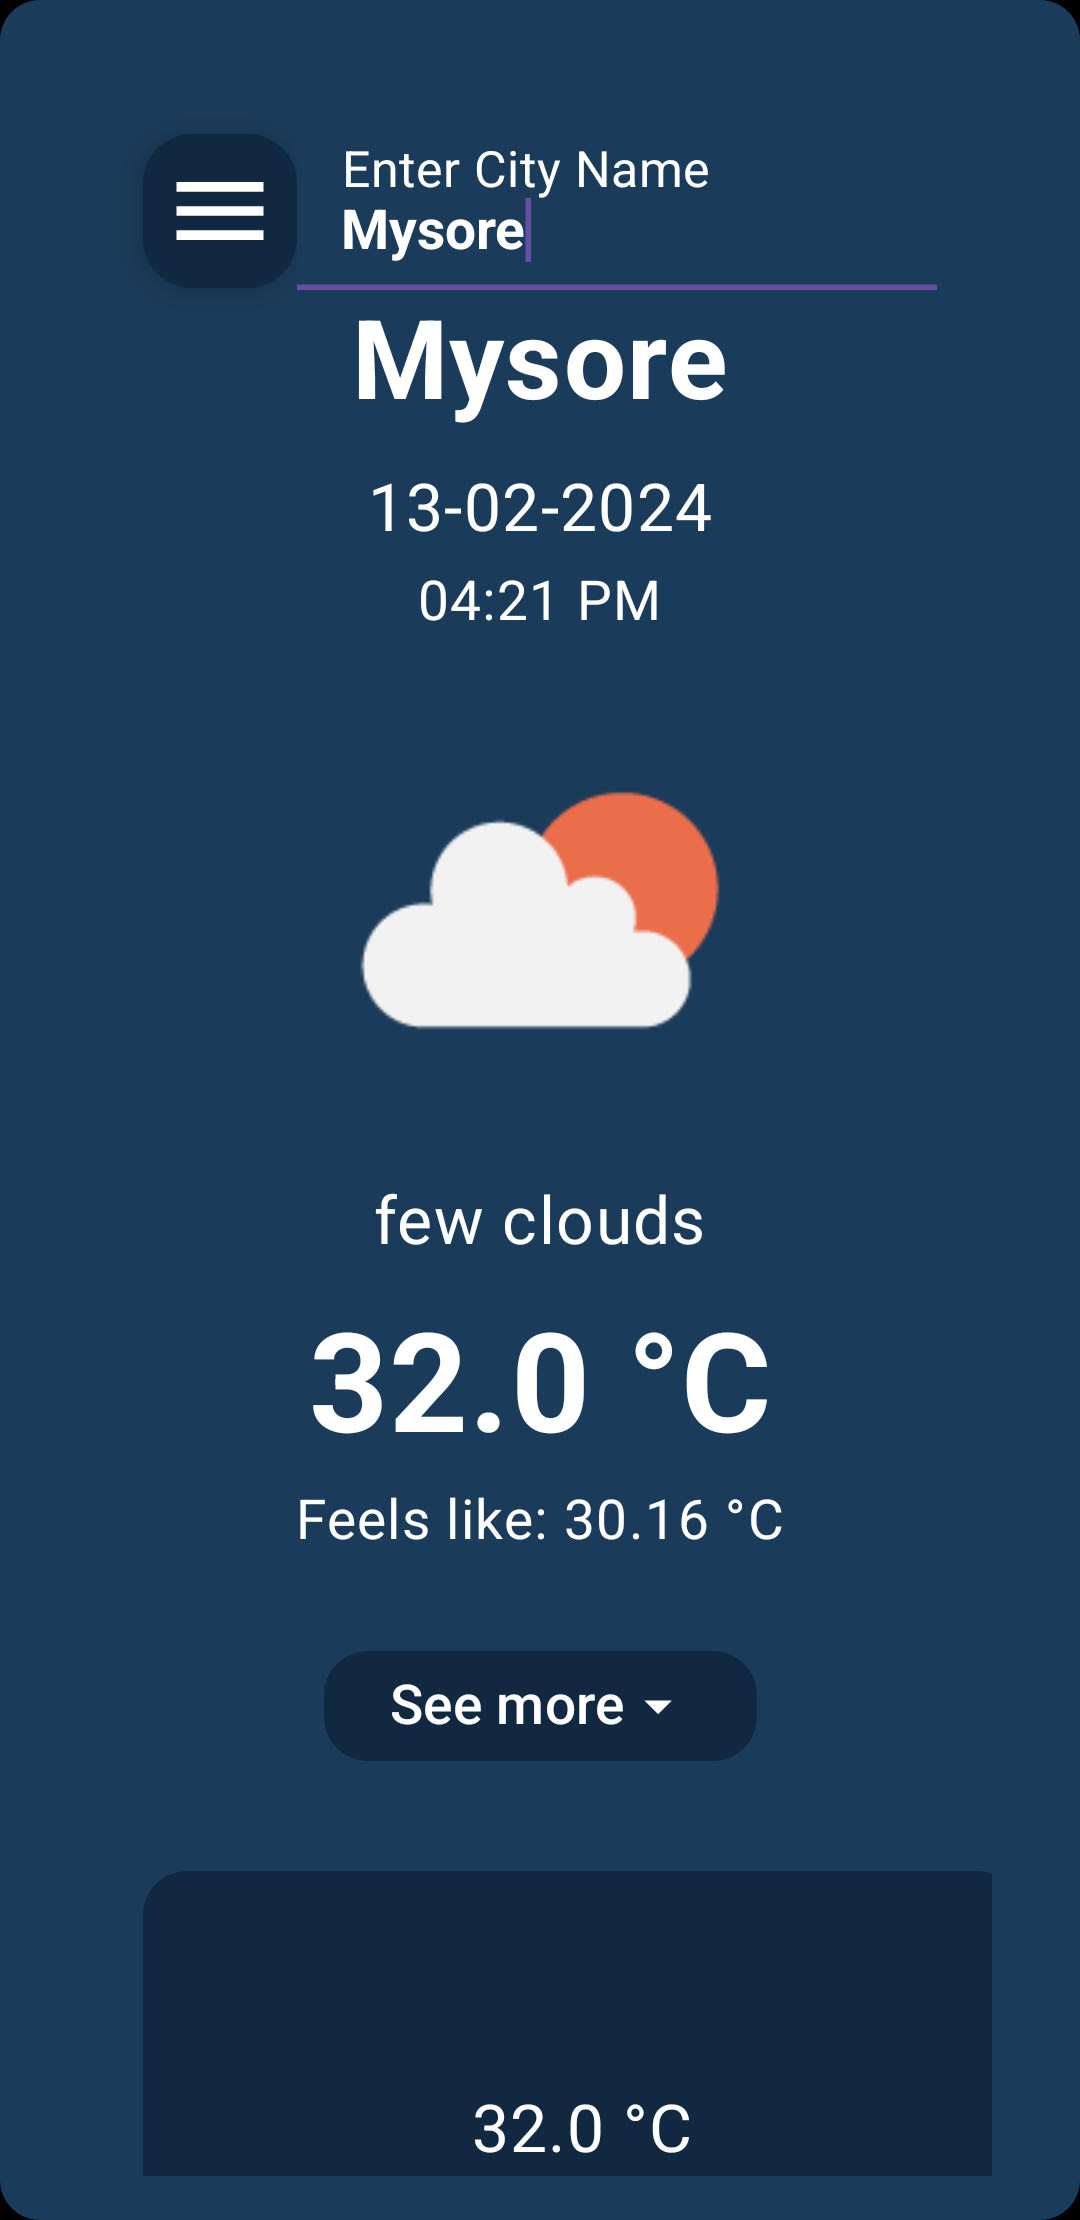 Enter City Name
Mysore
Mysore
13-02-2024
04:21 PM
few clouds
32.0 °C
Feels like: 30.16 °C
See more
32.0 °C